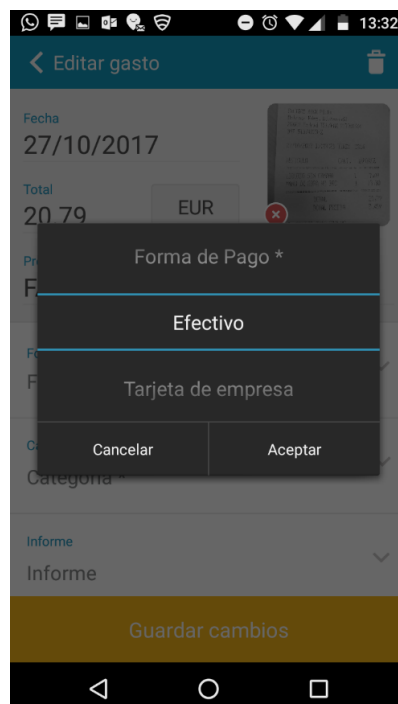 13:32
Editar gasto
Fecha
27/10/2017
Total
20.79
EUR
Forma de Pago *
Efectivo
Tarjeta de empresa
Cancelar
Aceptar
Categoría *
Informe
Informe
Guardar cambios